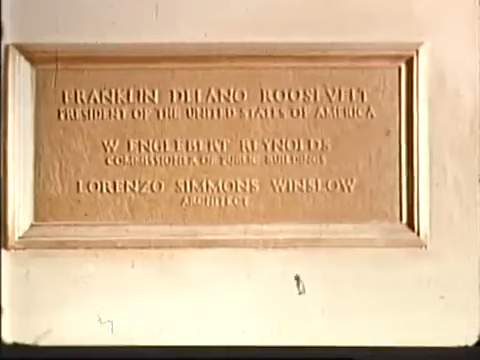 FRANKLIN DELANO ROOSEVELT
PRESIDENT OF THE UNITED STATES OF AMERICA
W ENGLEBERT REYNOLDS
COMMISSIONER OF PUBLIC BUILDINGS
LORENZO SIMMONS WINSLOW
ARCHITECT